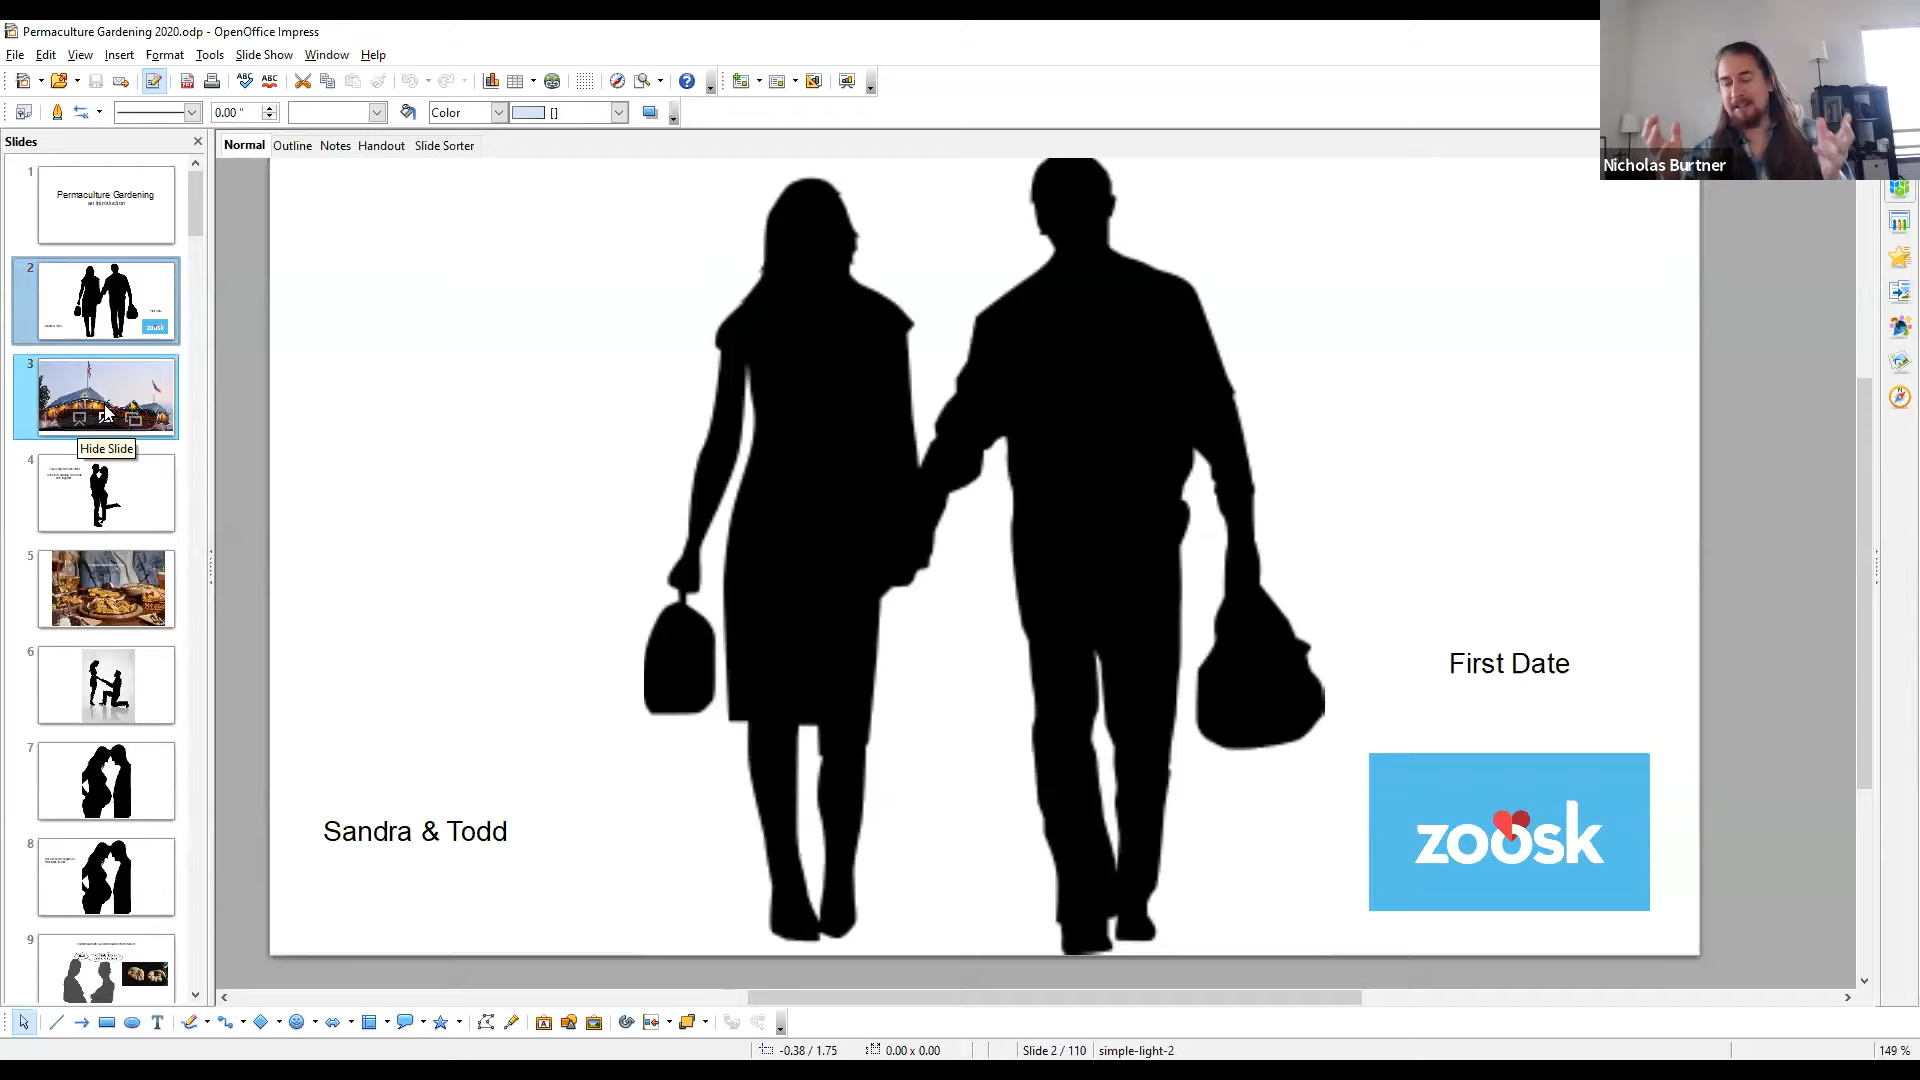 Permaculture Gardening 2020.odp - OpenOffice Impress
File Edit View Insert Format Tools Slide Show Window Help
0.00 "
Color
[]
Slides
Normal Outline Notes Handout Slide Sorter
Nicholas Burtner
1
Permaculture Gardening
an introduction
2
zoosk
3
Hide Slide
4
5
6
7
8
9
First Date
zoosk
Sandra & Todd
-0.38 / 1.75
0.00 x 0.00
Slide 2 / 110
simple-light-2
149 %